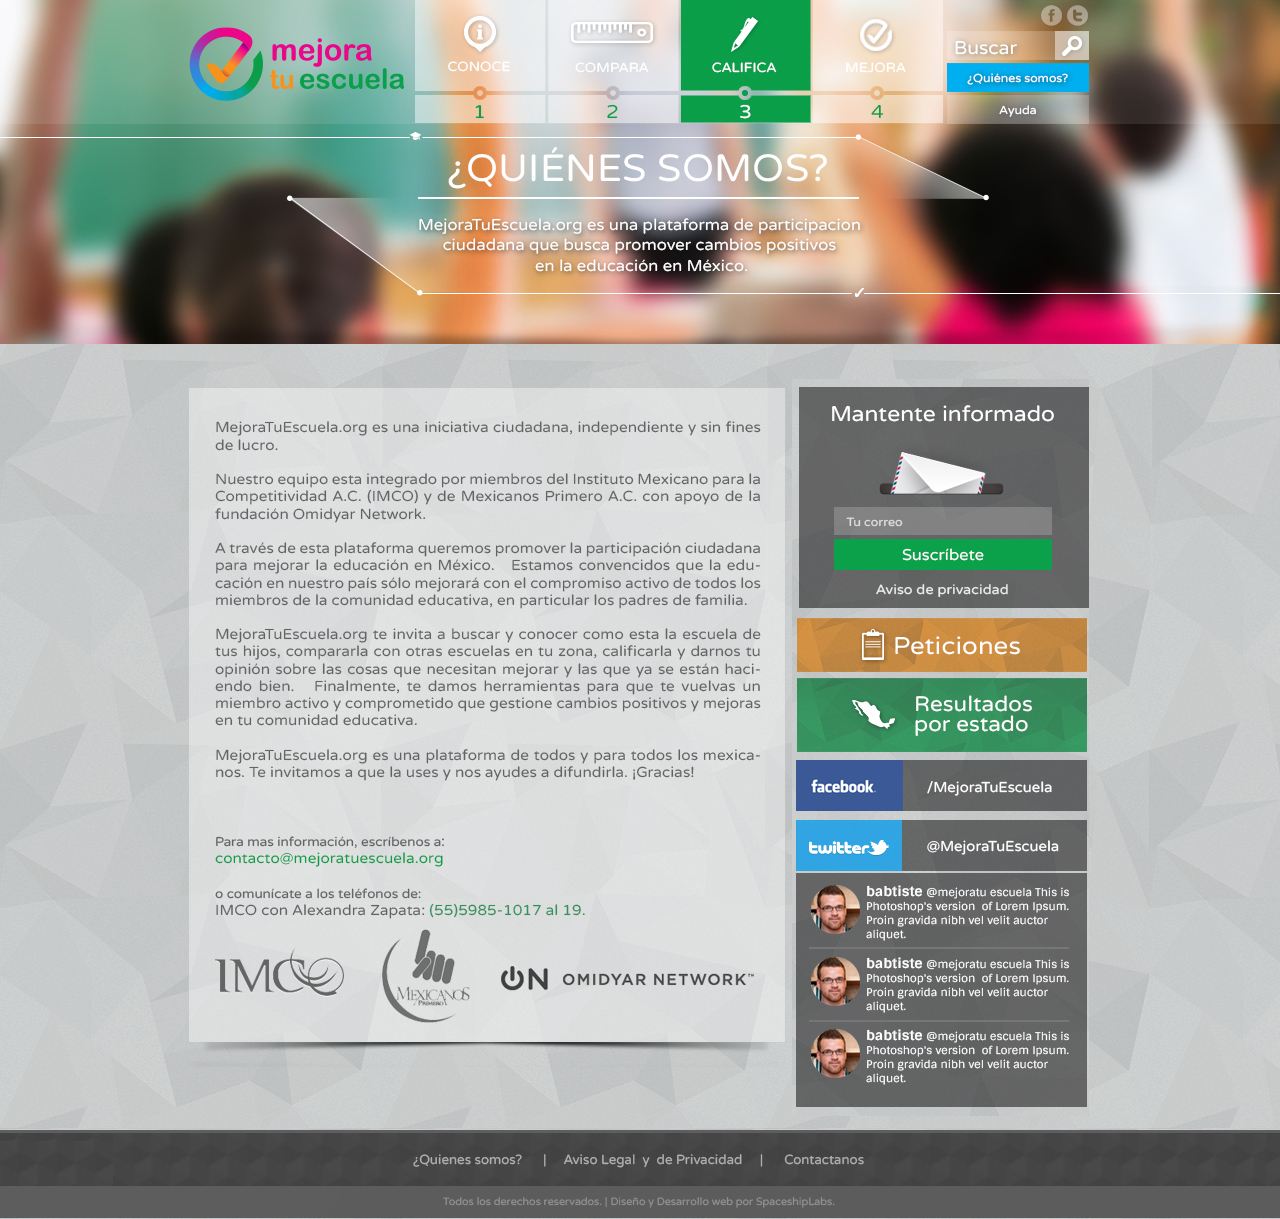 mejora
tu escuela
CONOCE
COMPARA
CALIFICA
MEJORA
1
2
3
4
Buscar
¿Quiénes somos?
Ayuda
¿QUIÉNES SOMOS?
MejoraTuEscuela.org es una plataforma de participacion
ciudadana que busca promover cambios positivos
en la educación en México.
MejoraTuEscuela.org es una iniciativa ciudadana, independiente y sin fines
de lucro.
Nuestro equipo esta integrado por miembros del Instituto Mexicano para la
Competitividad A.C. (IMCO) y de Mexicanos Primero A.C. con apoyo de la
fundación Omidyar Network.
A través de esta plataforma queremos promover la participación ciudadana
para mejorar la educación en México. Estamos convencidos que la edu-
cación en nuestro país sólo mejorará con el compromiso activo de todos los
miembros de la comunidad educativa, en particular los padres de familia.
MejoraTuEscuela.org te invita a buscar y conocer como esta la escuela de
tus hijos, compararla con otras escuelas en tu zona, calificarla y darnos tu
opinión sobre las cosas que necesitan mejorar y las que ya se están haci-
endo bien. Finalmente, te damos herramientas para que te vuelvas un
miembro activo y comprometido que gestione cambios positivos y mejoras
en tu comunidad educativa.
MejoraTuEscuela.org es una plataforma de todos y para todos los mexica-
nos. Te invitamos a que la uses y nos ayudes a difundirla. ¡Gracias!
Para mas información, escríbenos a:
contacto@mejoratuescuela.org
o comunícate a los teléfonos de:
IMCO con Alexandra Zapata: (55)5985-1017 al 19.
IMCO
MEXICANOS
PRIMERO
ON OMIDYAR NETWORK™
Mantente informado
Tu correo
Suscríbete
Aviso de privacidad
Peticiones
Resultados
por estado
facebook.
/MejoraTuEscuela
twitter
@MejoraTuEscuela
babtiste @mejoratu escuela This is
Photoshop's version of Lorem Ipsum.
Proin gravida nibh vel velit auctor
aliquet.
babtiste @mejoratu escuela This is
Photoshop's version of Lorem Ipsum.
Proin gravida nibh vel velit auctor
aliquet.
babtiste @mejoratu escuela This is
Photoshop's version of Lorem Ipsum.
Proin gravida nibh vel velit auctor
aliquet.
¿Quienes somos? | Aviso Legal y de Privacidad | Contactanos
Todos los derechos reservados. | Diseño y Desarrollo web por SpaceshipLabs.